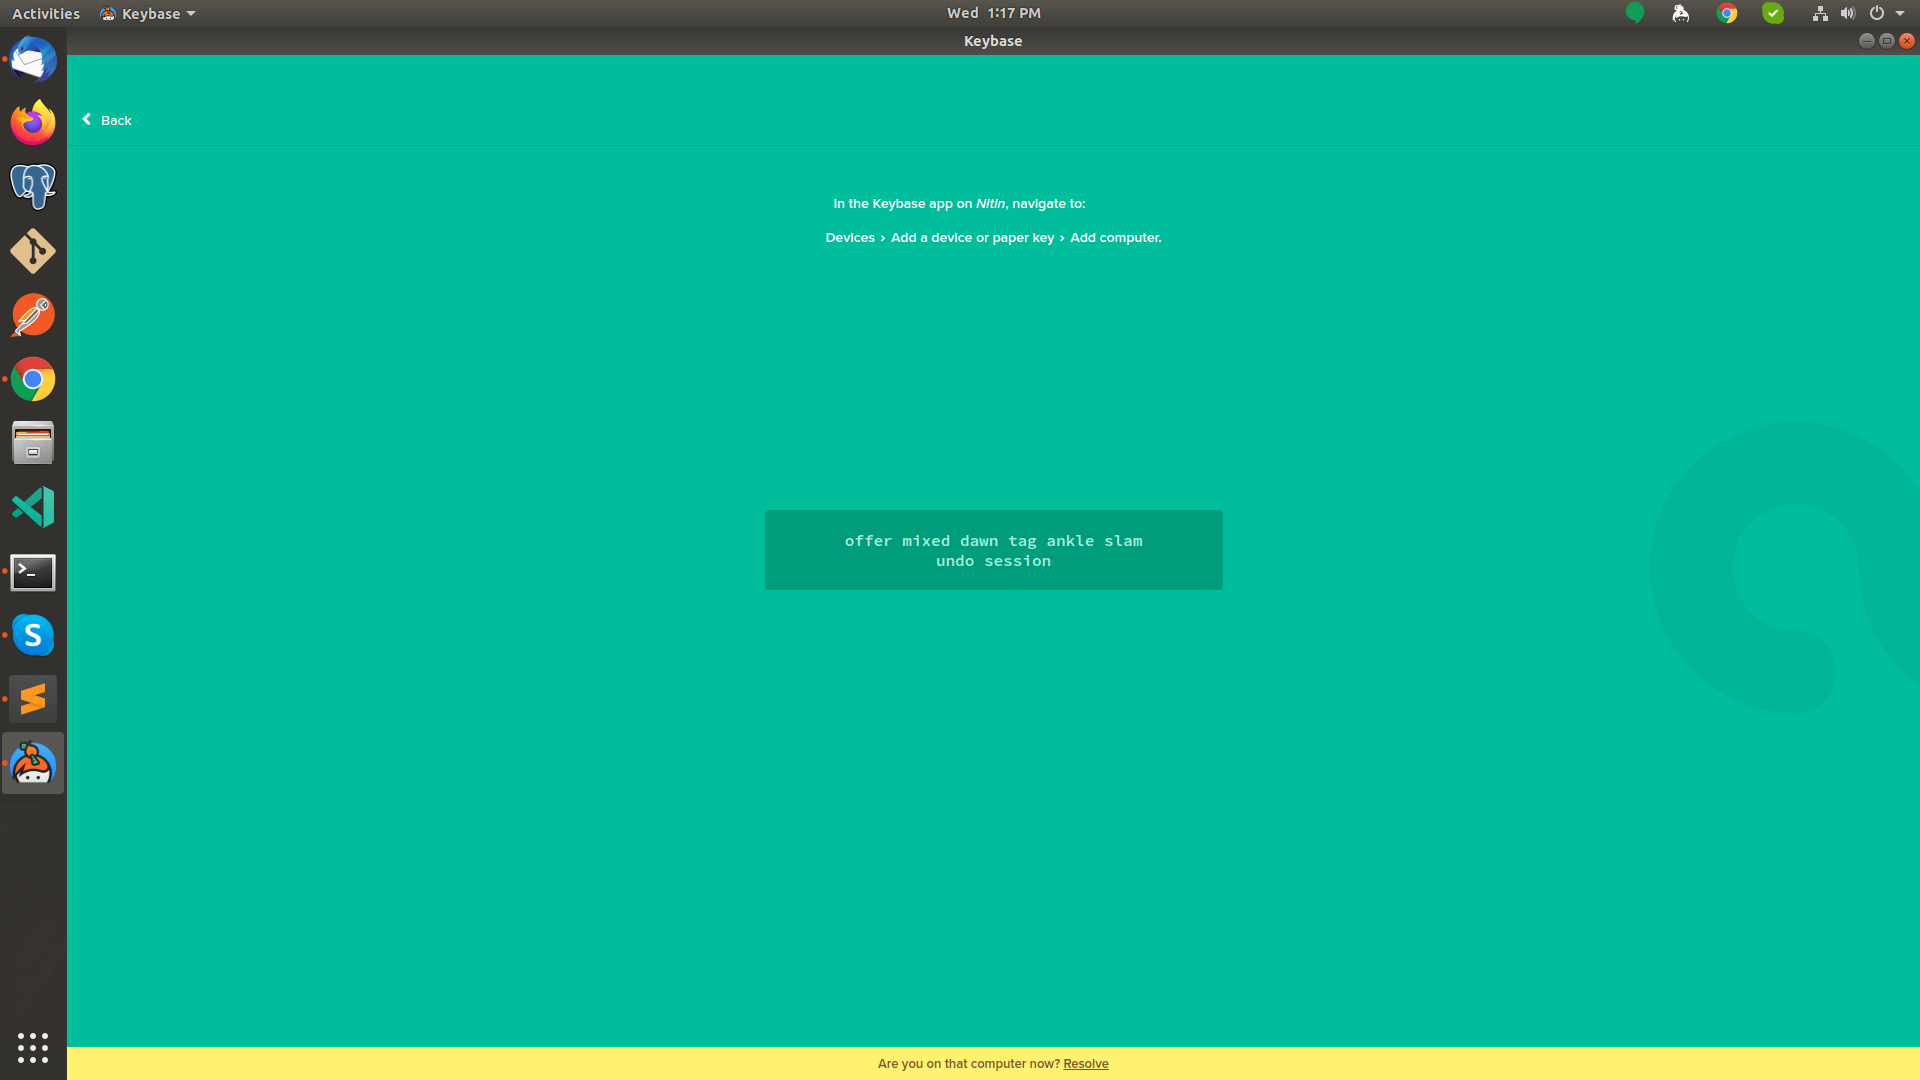 Activities Keybase Wed 1:17 PM
Keybase
Back
In the Keybase app on NitIn, navigate to:
Devices › Add a device or paper key › Add computer.
offer mixed dawn tag ankle slam
undo session
Are you on that computer now? Resolve